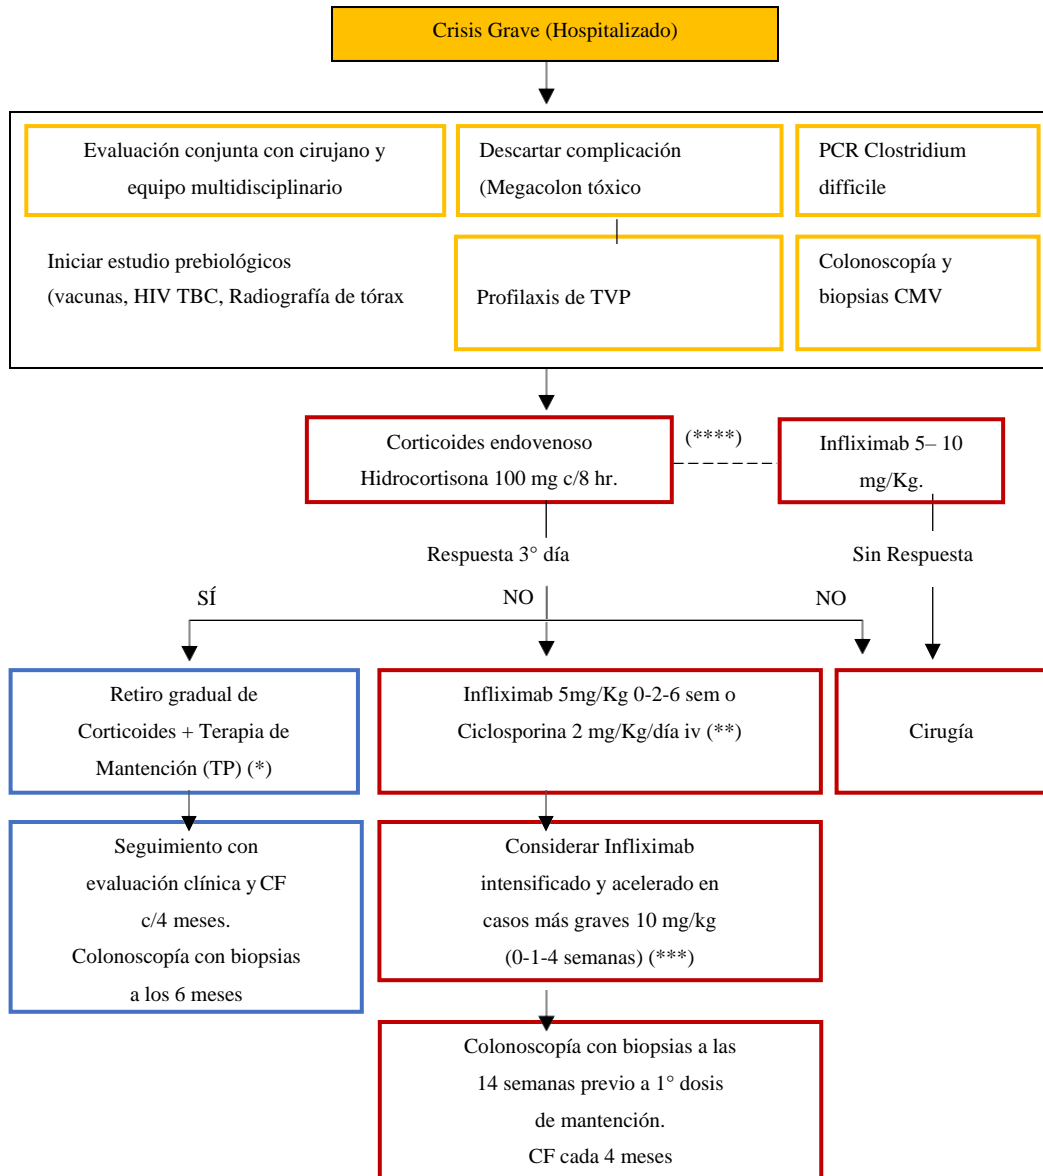 Crisis Grave (Hospitalizado)
Evaluación conjunta con cirujano y
equipo multidisciplinario
Descartar complicación
(Megacolon tóxico
PCR Clostridium
difficile
Iniciar estudio prebiológicos
(vacunas, HIV TBC, Radiografía de tórax
Profilaxis de TVP
Colonoscopía y
biopsias CMV
Corticoides endovenoso
Hidrocortisona 100 mg c/8 hr.
(****)
Infliximab 5– 10
mg/Kg.
Respuesta 3° día
Sin Respuesta
SÍ
NO
NO
Retiro gradual de
Corticoides + Terapia de
Mantención (TP) (*)
Infliximab 5mg/Kg 0-2-6 sem o
Ciclosporina 2 mg/Kg/día iv (**)
Cirugía
Seguimiento con
evaluación clínica y CF
c/4 meses.
Colonoscopía con biopsias
a los 6 meses
Considerar Infliximab
intensificado y acelerado en
casos más graves 10 mg/kg
(0-1-4 semanas) (***)
Colonoscopía con biopsias a las
14 semanas previo a 1° dosis
de mantención.
CF cada 4 meses